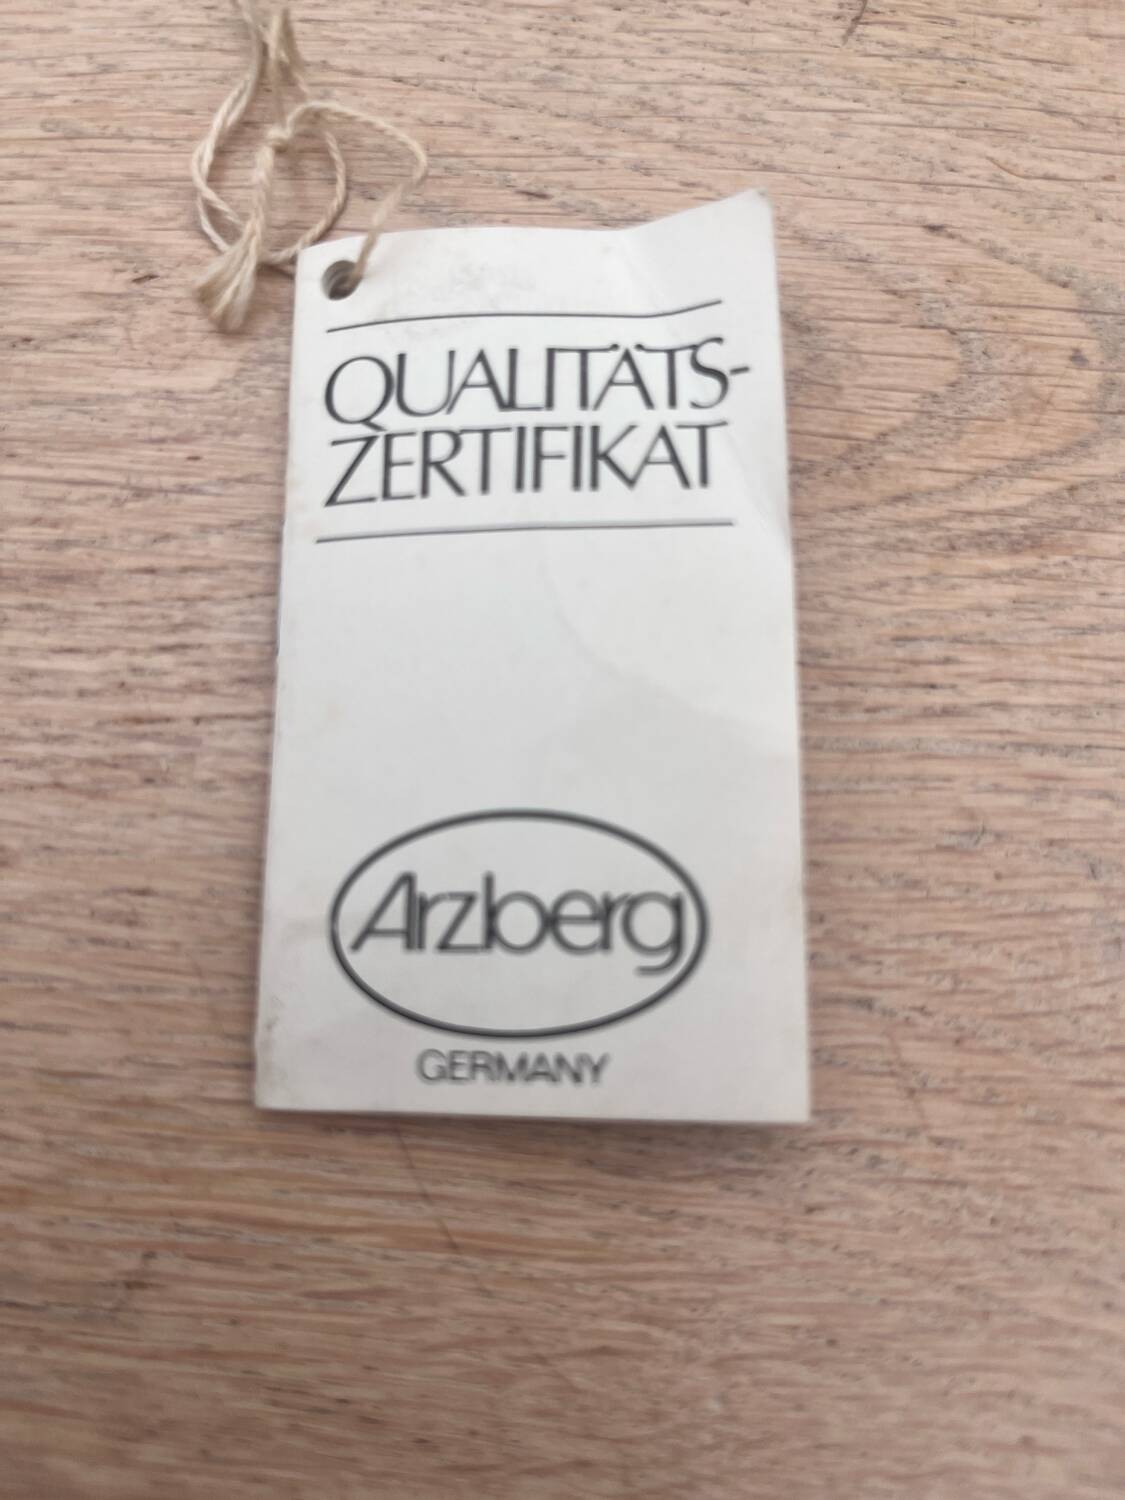 QUALITÄTS-
ZERTIFIKAT
Arzberg
GERMANY